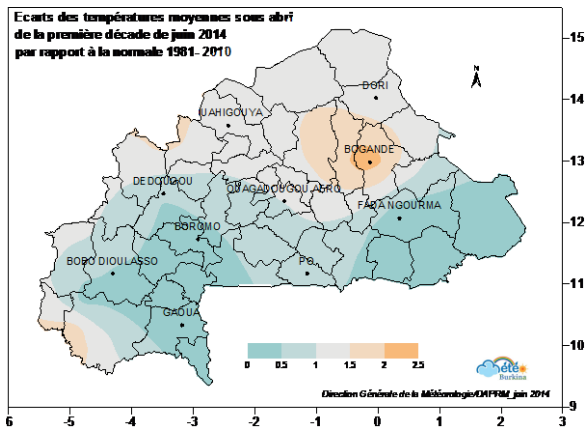 Ecarts des températures moyennes sous abri
de la première décade de juin 2014
par rapport à la normale 1981-2010
N
DORI
UAHIGOUYA
BOGANDE
DEDOUGOU
OUAGADOUGOU AERO
FADA NGOURMA
BOROMO
BOBO DIOULASSO
PO
GAOUA
15
14
13
12
11
10
9
0 0.5 1 1.5 2 2.5
été
Burkina
Direction Générale de la Météorologie/DAPRM_juin 2014
-6 -5 -4 -3 -2 -1 0 1 2 3